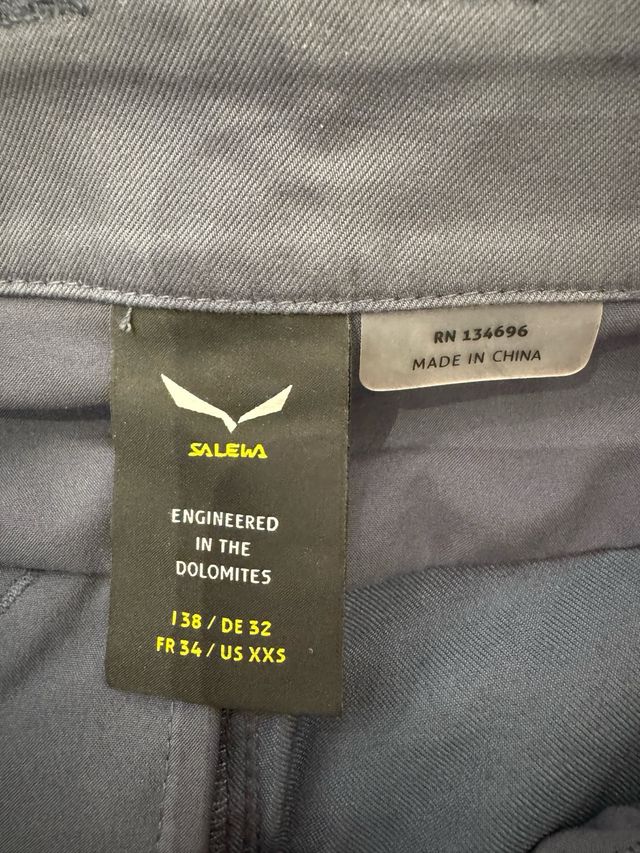 RN 134696
MADE IN CHINA
SALEWA
ENGINEERED
IN THE
DOLOMITES
I 38 / DE 32
FR 34 / US XXS